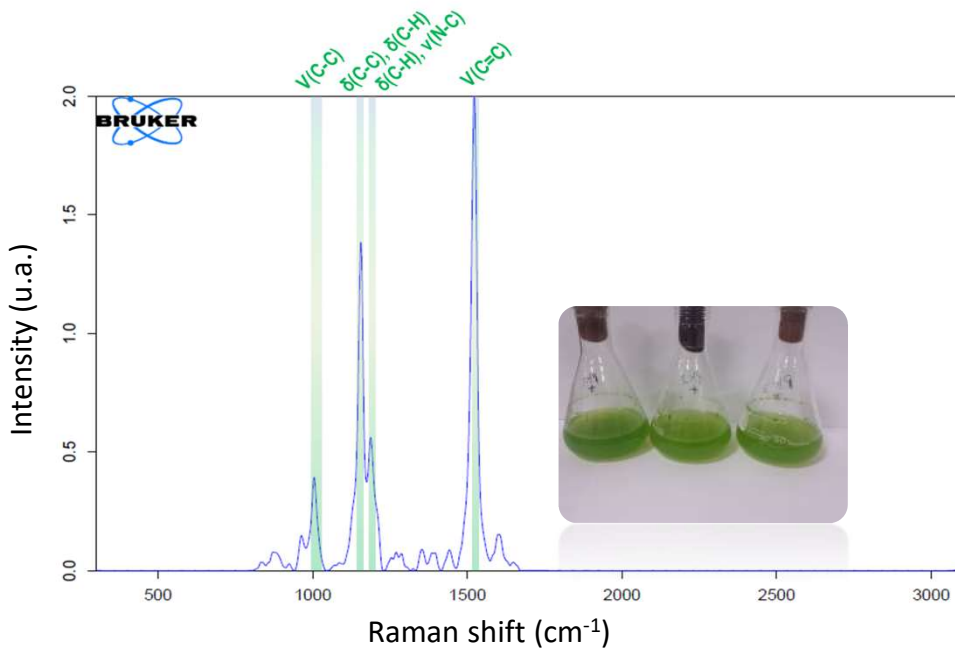 V(C-C)
δ(C-C), δ(C-H)
δ(C-H), v(N-C)
V(C=C)
BRUKER
Intensity (u.a.)
2.0
1.5
1.0
0.5
0.0
500
1000
1500
2000
2500
3000
Raman shift (cm⁻¹)